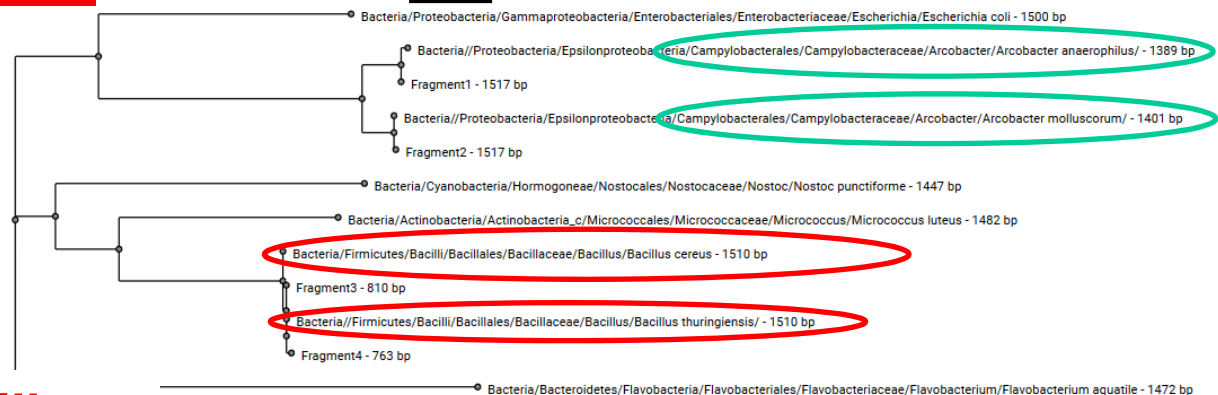 Bacteria/Proteobacteria/Gammaproteobacteria/Enterobacteriales/Enterobacteriaceae/Escherichia/Escherichia coli - 1500 bp
Bacteria//Proteobacteria/Epsilonproteobacteria/Campylobacterales/Campylobacteraceae/Arcobacter/Arcobacter anaerophilus/ - 1389 bp
Fragment1 - 1517 bp
Bacteria//Proteobacteria/Epsilonproteobacteria/Campylobacterales/Campylobacteraceae/Arcobacter/Arcobacter molluscorum/ - 1401 bp
Fragment2 - 1517 bp
Bacteria/Cyanobacteria/Hormogoneae/Nostocales/Nostocaceae/Nostoc/Nostoc punctiforme - 1447 bp
Bacteria/Actinobacteria/Actinobacteria_c/Micrococcales/Micrococcaceae/Micrococcus/Micrococcus luteus - 1482 bp
Bacteria/Firmicutes/Bacilli/Bacillales/Bacillaceae/Bacillus/Bacillus cereus - 1510 bp
Fragment3 - 810 bp
Bacteria//Firmicutes/Bacilli/Bacillales/Bacillaceae/Bacillus/Bacillus thuringiensis/ - 1510 bp
Fragment4 - 763 bp
Bacteria/Bacteroidetes/Flavobacteria/Flavobacteriales/Flavobacteriaceae/Flavobacterium/Flavobacterium aquatile - 1472 bp